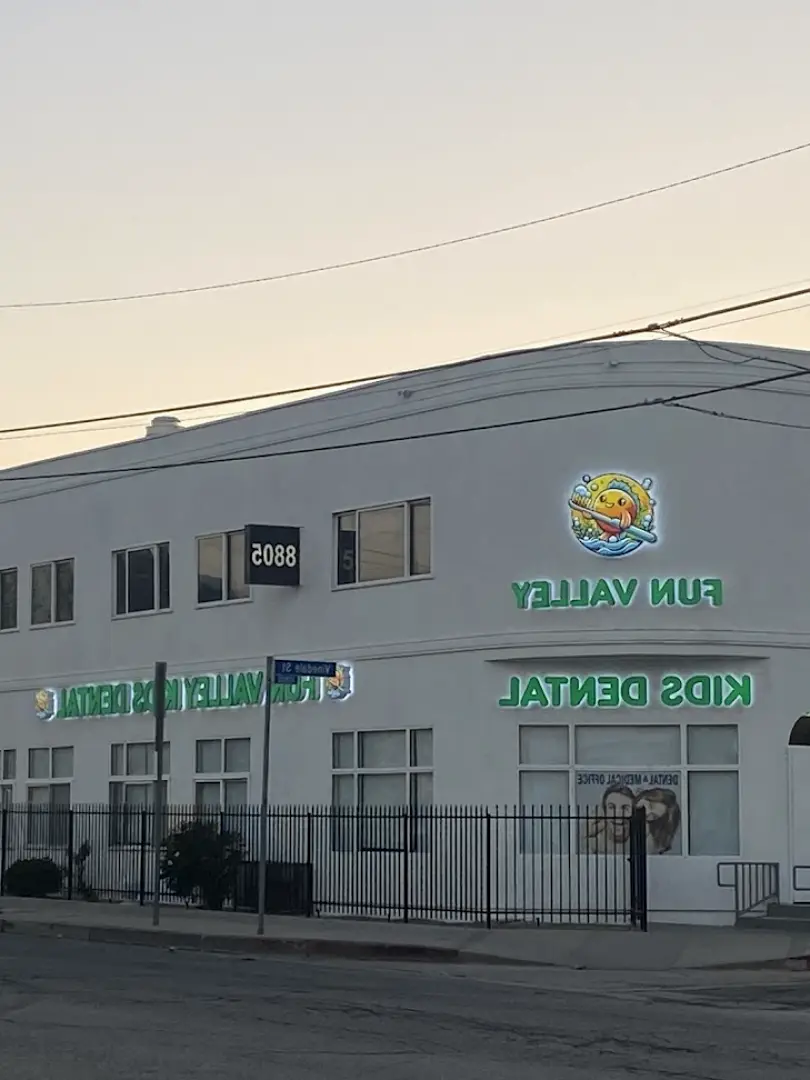 8805
FUN VALLEY
Vinedale St
FUN VALLEY KIDS DENTAL
KIDS DENTAL
DENTAL & MEDICAL OFFICE